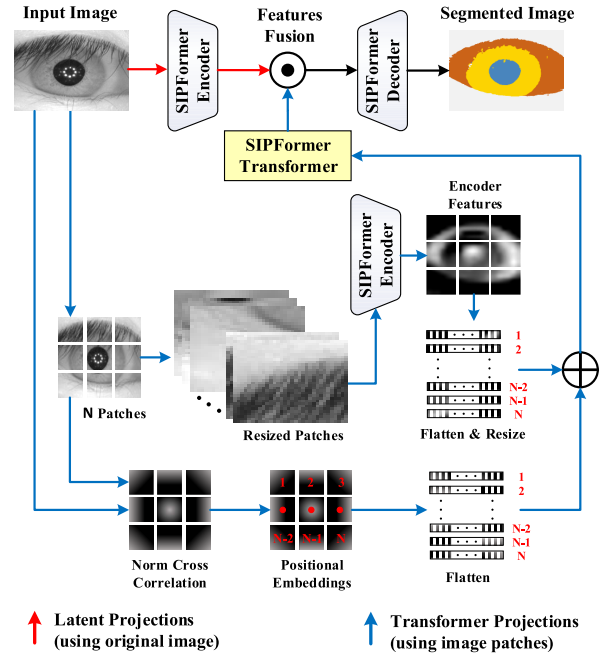 Input Image
Features
Fusion
Segmented Image
SIPFormer
Encoder
SIPFormer
Decoder
SIPFormer
Transformer
Encoder
Features
SIPFormer
Encoder
N Patches
Resized Patches
1
2
N-2
N-1
N
Flatten & Resize
1 2 3
N-2 N-1 N
Norm Cross
Correlation
Positional
Embeddings
1
2
N-2
N-1
N
Flatten
Latent Projections
(using original image)
Transformer Projections
(using image patches)